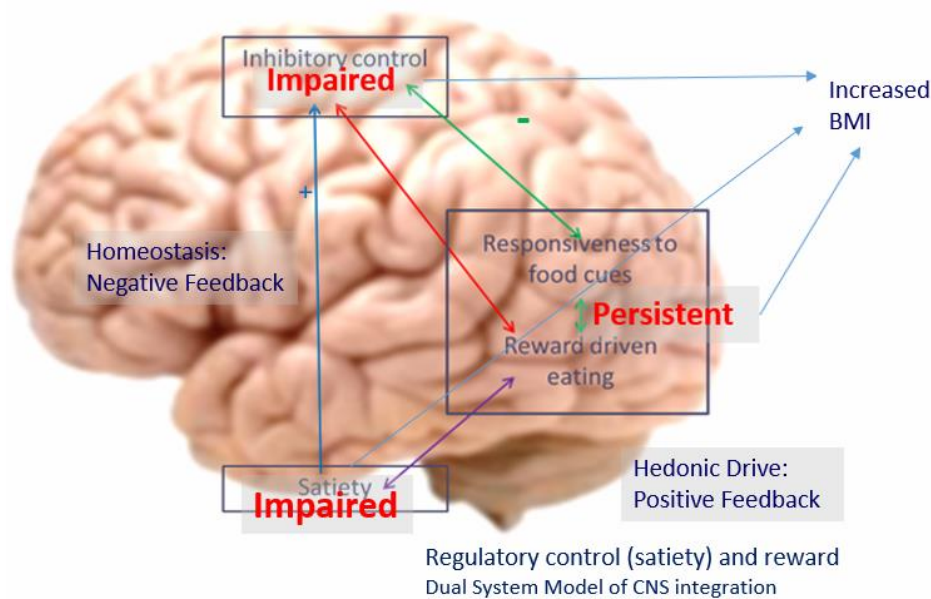 Inhibitory control
Impaired
-
Increased
BMI
+
Homeostasis:
Negative Feedback
Responsiveness to
food cues
Persistent
Reward driven
eating
Satiety
Impaired
Hedonic Drive:
Positive Feedback
Regulatory control (satiety) and reward
Dual System Model of CNS integration